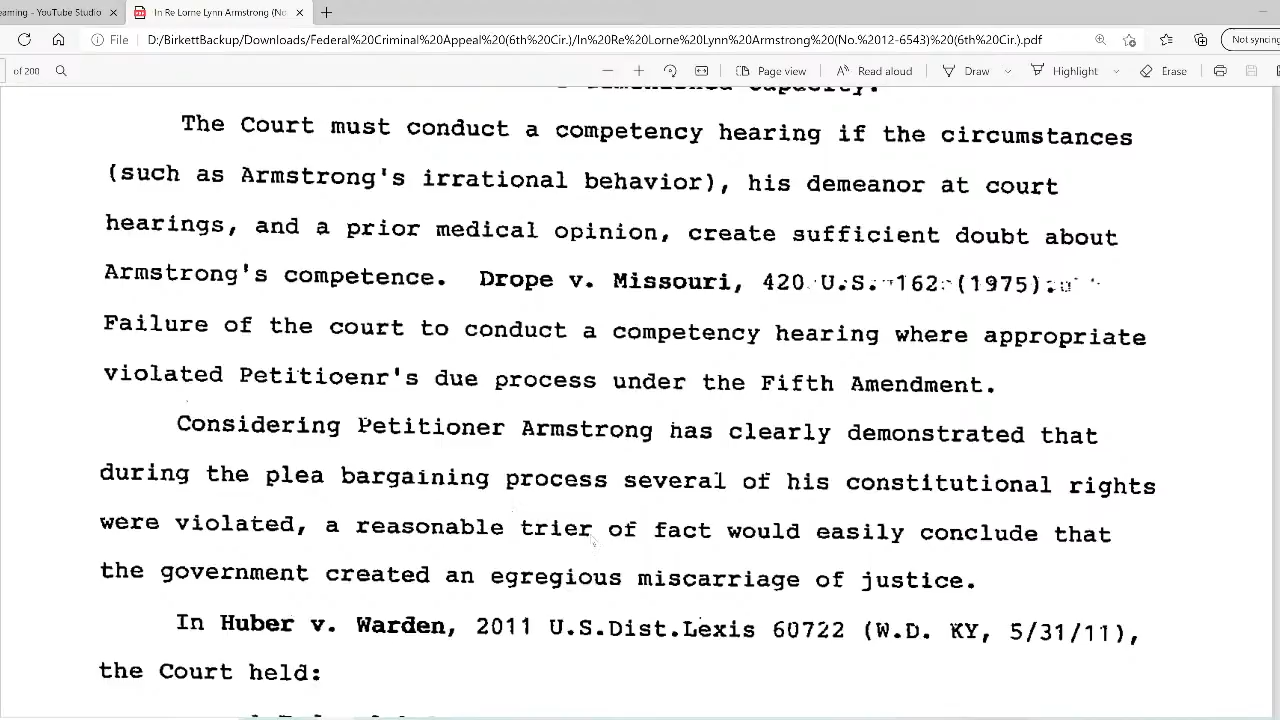 eaming - YouTube Studio
In Re Lorne Lynn Armstrong (No.
File
D:/BirkettBackup/Downloads/Federal%20Criminal%20Appeal%20(6th%20Cir.)/In%20Re%20Lorne%20Lynn%20Armstrong%20(No.%2012-6543)%20(6th%20Cir.).pdf
Not syncing
of 200
Page view
Read aloud
Draw
Highlight
Erase
diminished capacity.
The Court must conduct a competency hearing if the circumstances
(such as Armstrong's irrational behavior), his demeanor at court
hearings, and a prior medical opinion, create sufficient doubt about
Armstrong's competence. Drope v. Missouri, 420 U.S. 162 (1975).
Failure of the court to conduct a competency hearing where appropriate
violated Petitioenr's due process under the Fifth Amendment.
Considering Petitioner Armstrong has clearly demonstrated that
during the plea bargaining process several of his constitutional rights
were violated, a reasonable trier of fact would easily conclude that
the government created an egregious miscarriage of justice.
In Huber v. Warden, 2011 U.S.Dist.Lexis 60722 (W.D. KY, 5/31/11),
the Court held: